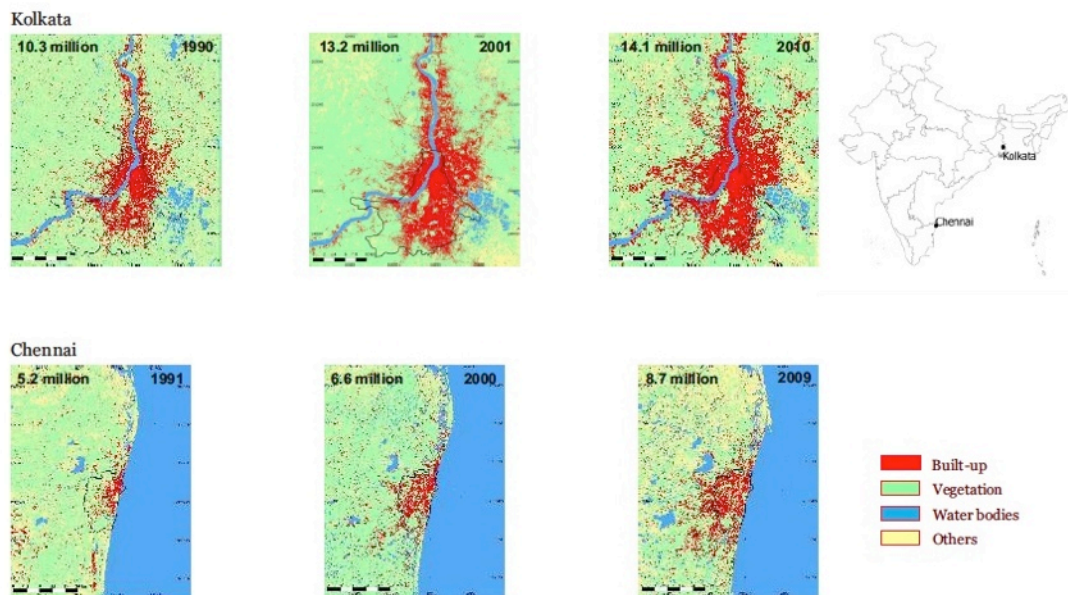 Kolkata
10.3 million 1990
13.2 million 2001
14.1 million 2010
Kolkata
Chennai
Chennai
5.2 million 1991
6.6 million 2000
8.7 million 2009
Built-up
Vegetation
Water bodies
Others